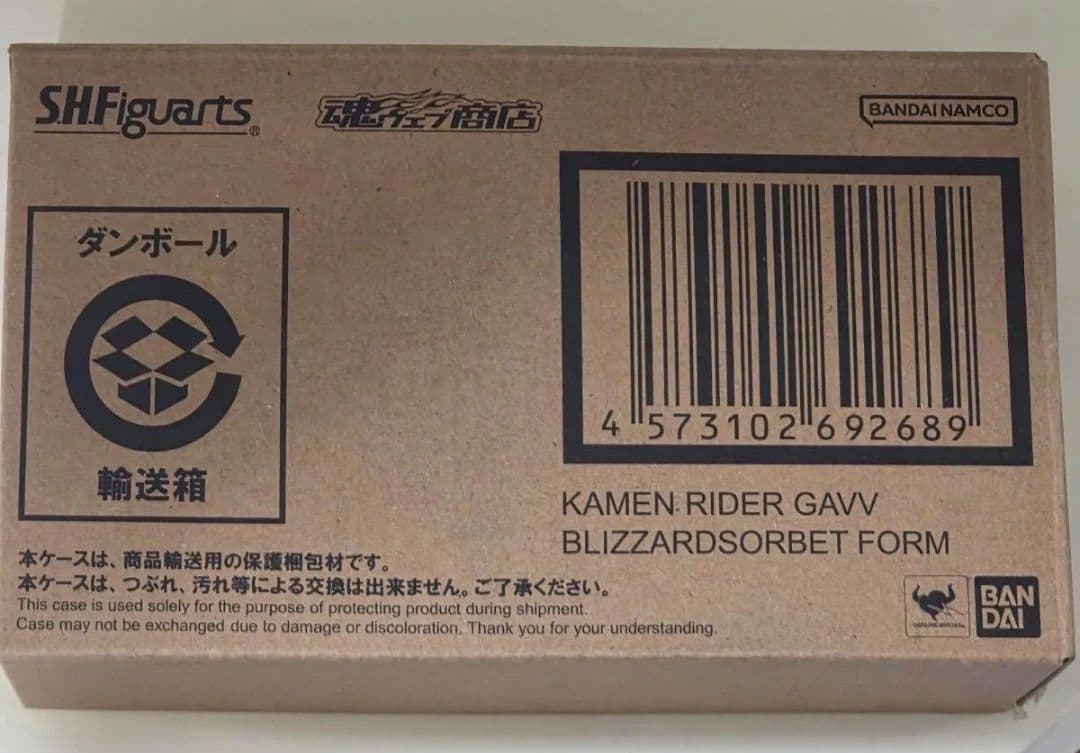 S.H.Figuarts®
魂ウェブ商店
BANDAI NAMCO
ダンボール
輸送箱
4 573102 692689
KAMEN RIDER GAVV
BLIZZARDSORBET FORM
本ケースは、商品輸送用の保護梱包材です。
本ケースは、つぶれ、汚れ等による交換は出来ません。ご了承ください。
This case is used solely for the purpose of protecting product during shipment.
Case may not be exchanged due to damage or discoloration. Thank you for your understanding.
BAN
DAI